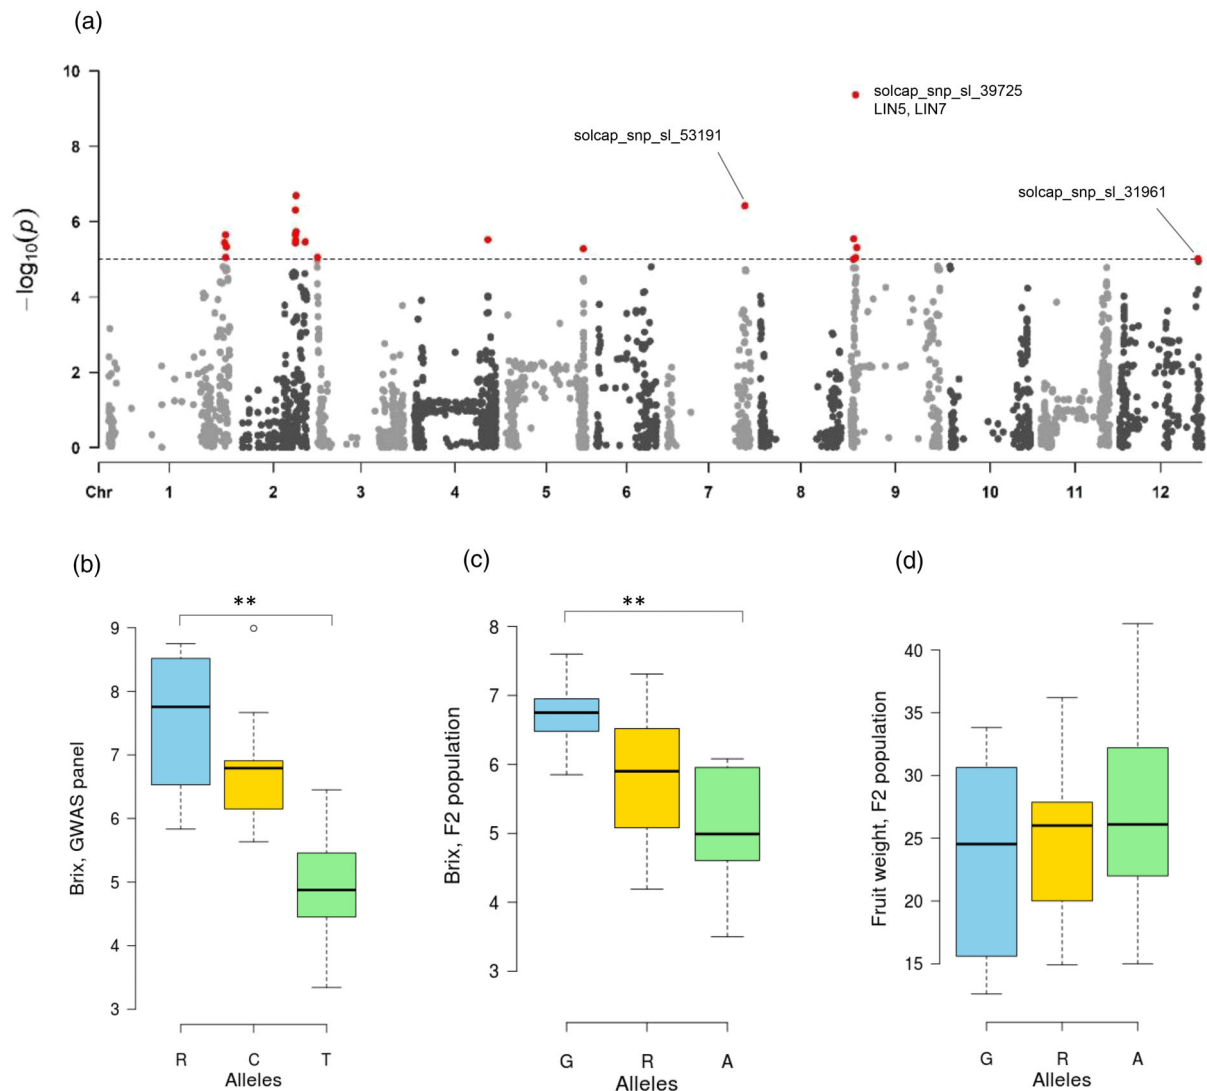 (a)
10
8
6
4
2
0
−log10(p)
solcap_snp_sl_39725
LIN5, LIN7
solcap_snp_sl_53191
solcap_snp_sl_31961
Chr 1 2 3 4 5 6 7 8 9 10 11 12
(b)
**
9
8
7
6
5
4
3
Brix, GWAS panel
R C T
Alleles
(c)
**
8
7
6
5
4
3
Brix, F2 population
G R A
Alleles
(d)
40
35
30
25
20
15
Fruit weight, F2 population
G R A
Alleles